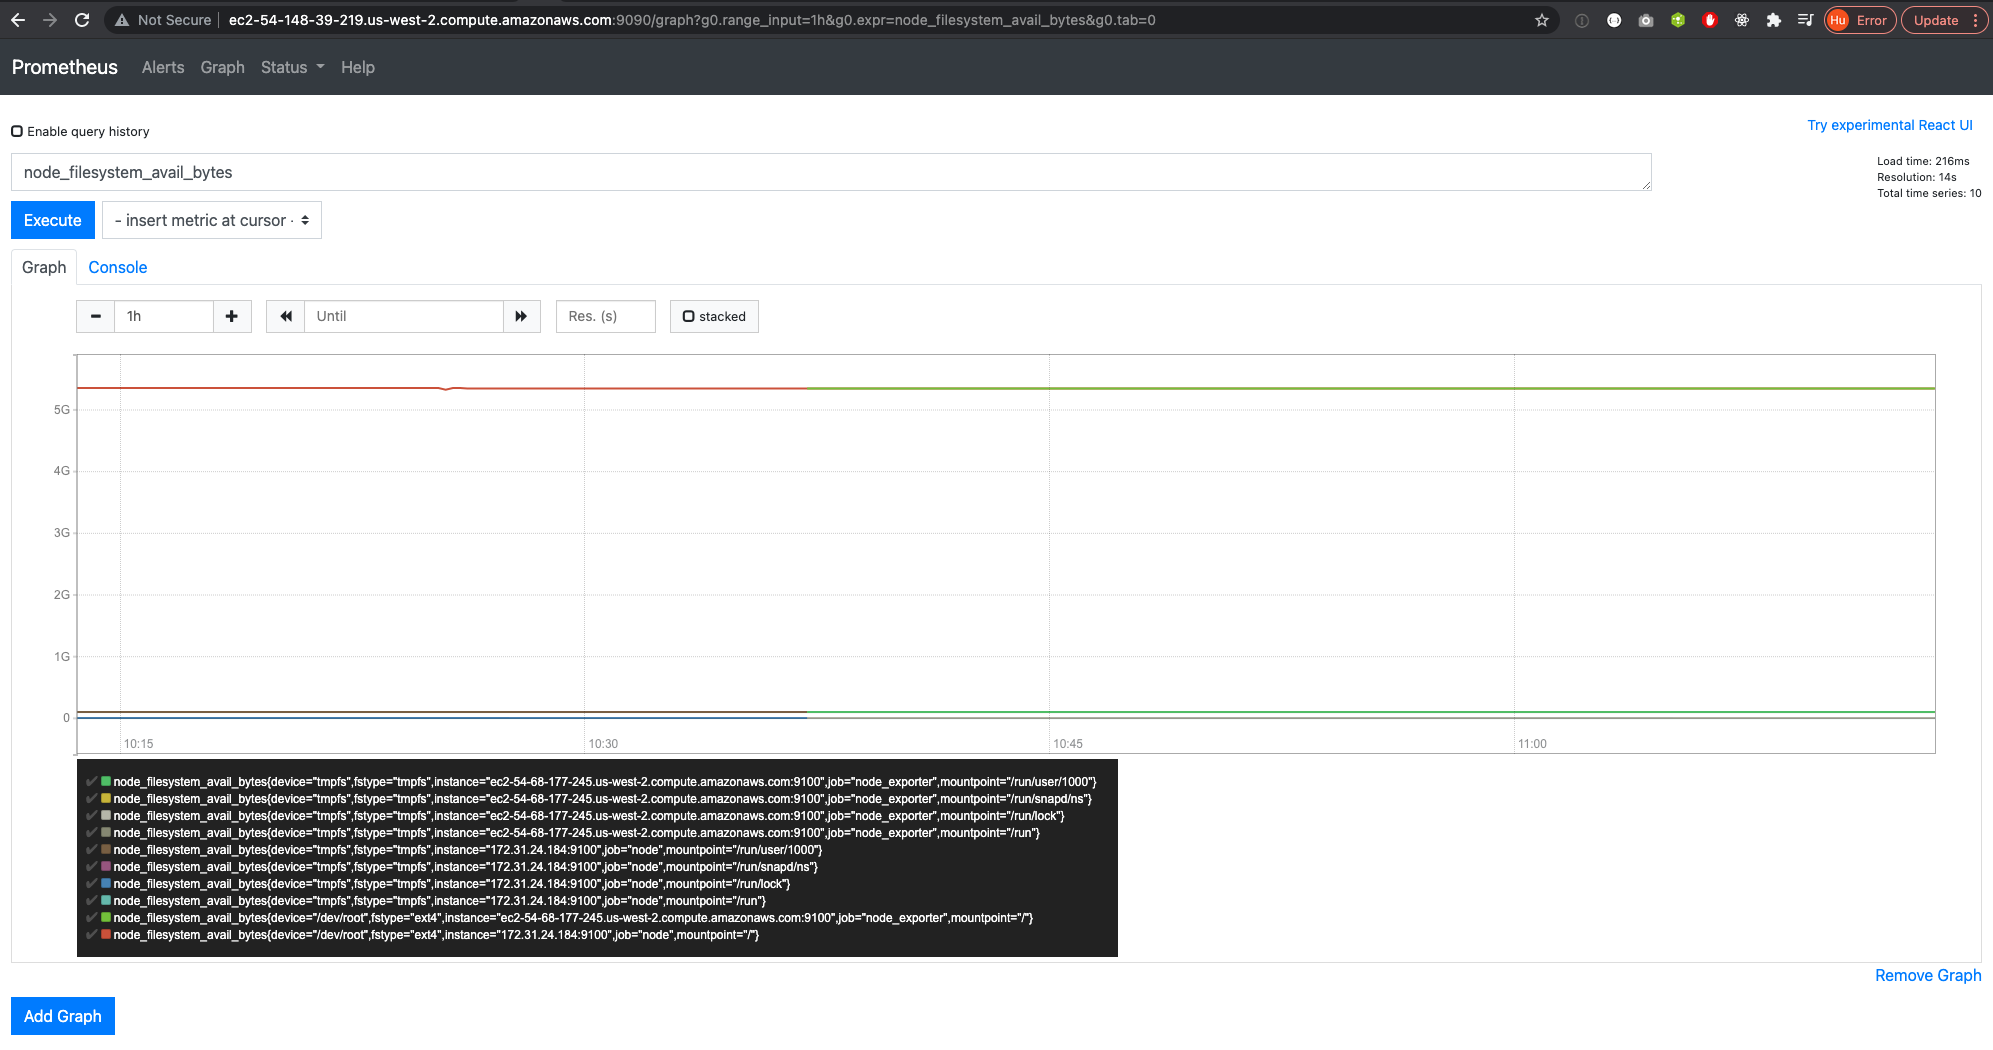 Not Secure ec2-54-148-39-219.us-west-2.compute.amazonaws.com:9090/graph?g0.range_input=1h&g0.expr=node_filesystem_avail_bytes&g0.tab=0 Hu Error Update
Prometheus Alerts Graph Status Help
Enable query history
Try experimental React UI
node_filesystem_avail_bytes
Load time: 216ms
Resolution: 14s
Total time series: 10
Execute - insert metric at cursor -
Graph Console
1h Until Res. (s) stacked
5G
4G
3G
2G
1G
0
10:15 10:30 10:45 11:00
node_filesystem_avail_bytes{device="tmpfs",fstype="tmpfs",instance="ec2-54-68-177-245.us-west-2.compute.amazonaws.com:9100",job="node_exporter",mountpoint="/run/user/1000"}
node_filesystem_avail_bytes{device="tmpfs",fstype="tmpfs",instance="ec2-54-68-177-245.us-west-2.compute.amazonaws.com:9100",job="node_exporter",mountpoint="/run/snapd/ns"}
node_filesystem_avail_bytes{device="tmpfs",fstype="tmpfs",instance="ec2-54-68-177-245.us-west-2.compute.amazonaws.com:9100",job="node_exporter",mountpoint="/run/lock"}
node_filesystem_avail_bytes{device="tmpfs",fstype="tmpfs",instance="ec2-54-68-177-245.us-west-2.compute.amazonaws.com:9100",job="node_exporter",mountpoint="/run"}
node_filesystem_avail_bytes{device="tmpfs",fstype="tmpfs",instance="172.31.24.184:9100",job="node",mountpoint="/run/user/1000"}
node_filesystem_avail_bytes{device="tmpfs",fstype="tmpfs",instance="172.31.24.184:9100",job="node",mountpoint="/run/snapd/ns"}
node_filesystem_avail_bytes{device="tmpfs",fstype="tmpfs",instance="172.31.24.184:9100",job="node",mountpoint="/run/lock"}
node_filesystem_avail_bytes{device="tmpfs",fstype="tmpfs",instance="172.31.24.184:9100",job="node",mountpoint="/run"}
node_filesystem_avail_bytes{device="/dev/root",fstype="ext4",instance="ec2-54-68-177-245.us-west-2.compute.amazonaws.com:9100",job="node_exporter",mountpoint="/"}
node_filesystem_avail_bytes{device="/dev/root",fstype="ext4",instance="172.31.24.184:9100",job="node",mountpoint="/"}
Remove Graph
Add Graph